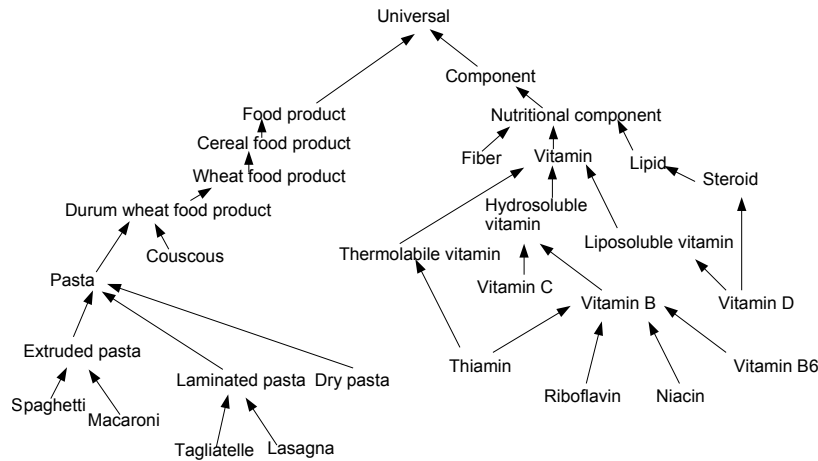 Universal
Component
Food product
Nutritional component
Cereal food product
Fiber
Vitamin
Lipid
Wheat food product
Steroid
Durum wheat food product
Hydrosoluble
vitamin
Couscous
Thermolabile vitamin
Liposoluble vitamin
Pasta
Vitamin C
Vitamin B
Vitamin D
Extruded pasta
Laminated pasta
Dry pasta
Thiamin
Vitamin B6
Spaghetti
Macaroni
Riboflavin
Niacin
Tagliatelle
Lasagna